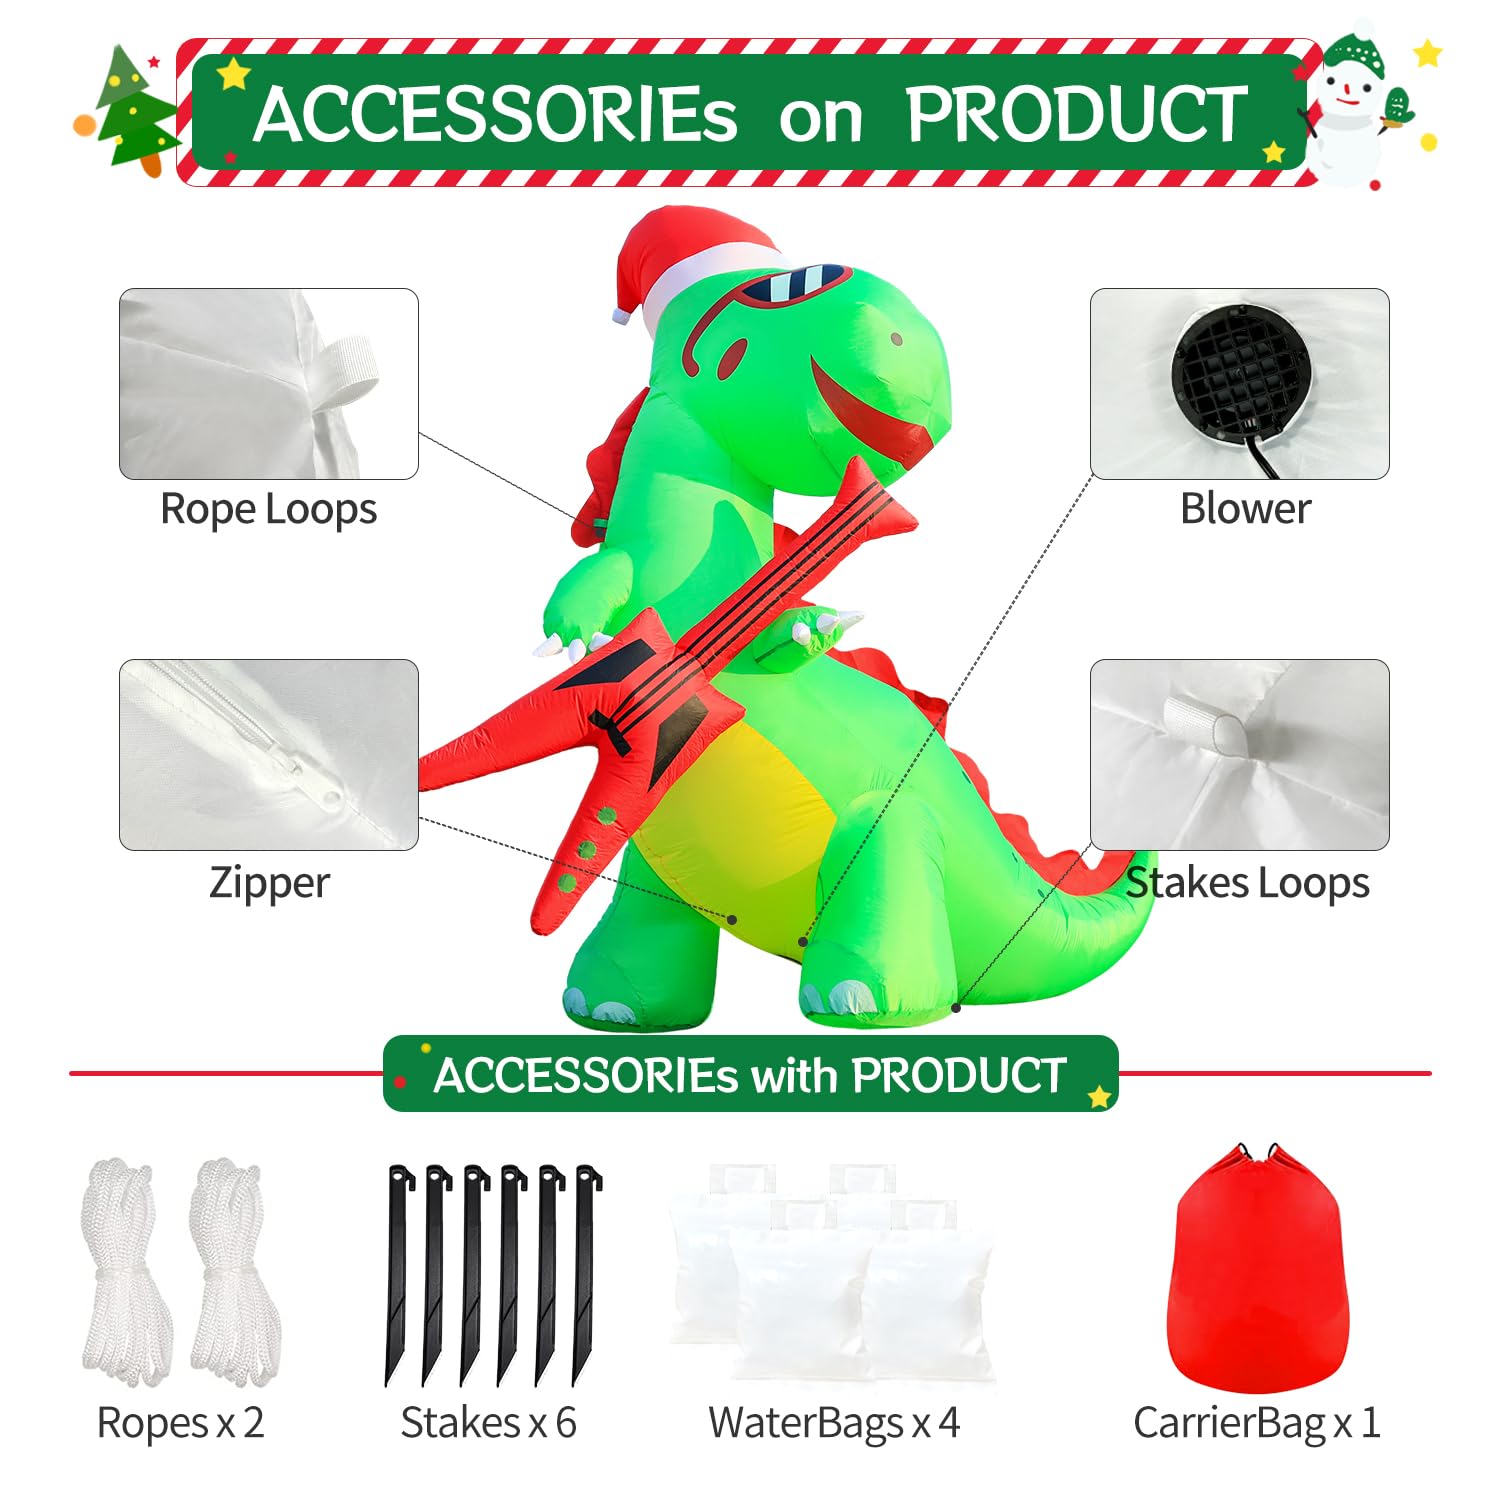 ACCESSORIEs on PRODUCT
Rope Loops
Blower
Zipper
Stakes Loops
ACCESSORIEs with PRODUCT
Ropes x 2
Stakes x 6
WaterBags x 4
CarrierBag x 1